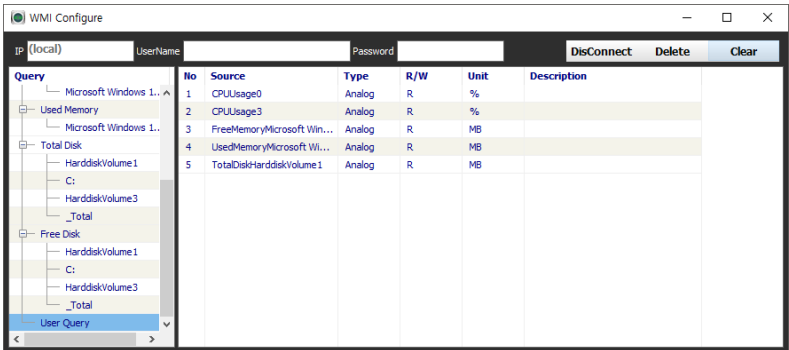 WMI Configure
IP (local) UserName Password DisConnect Delete Clear
Query
Microsoft Windows 1..
Used Memory
Microsoft Windows 1..
Total Disk
HarddiskVolume1
C:
HarddiskVolume3
_Total
Free Disk
HarddiskVolume1
C:
HarddiskVolume3
_Total
User Query
No Source Type R/W Unit Description
1 CPUUsage0 Analog R %
2 CPUUsage3 Analog R %
3 FreeMemoryMicrosoft Win... Analog R MB
4 UsedMemoryMicrosoft Wi... Analog R MB
5 TotalDiskHarddiskVolume1 Analog R MB